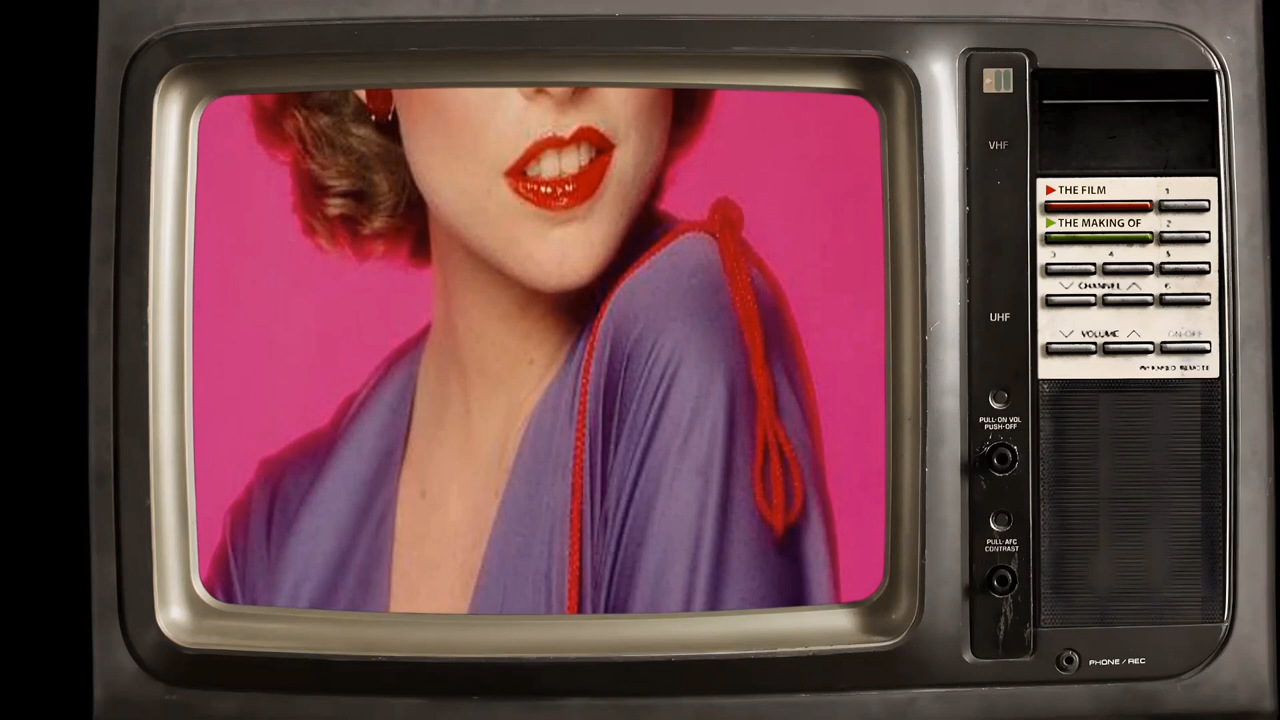 VHF
THE FILM
1
THE MAKING OF
2
3 4 5
CHANNEL 6
UHF
VOLUME ON-OFF
PULL-ON VOL
PUSH-OFF
PULL-AFC
CONTRAST
PHONE / REC